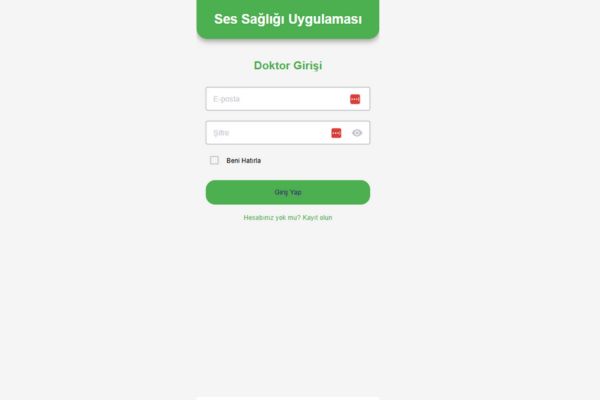 Ses Sağlığı Uygulaması
Doktor Girişi
E-posta
Şifre
Beni Hatırla
Giriş Yap
Hesabınız yok mu? Kayıt olun